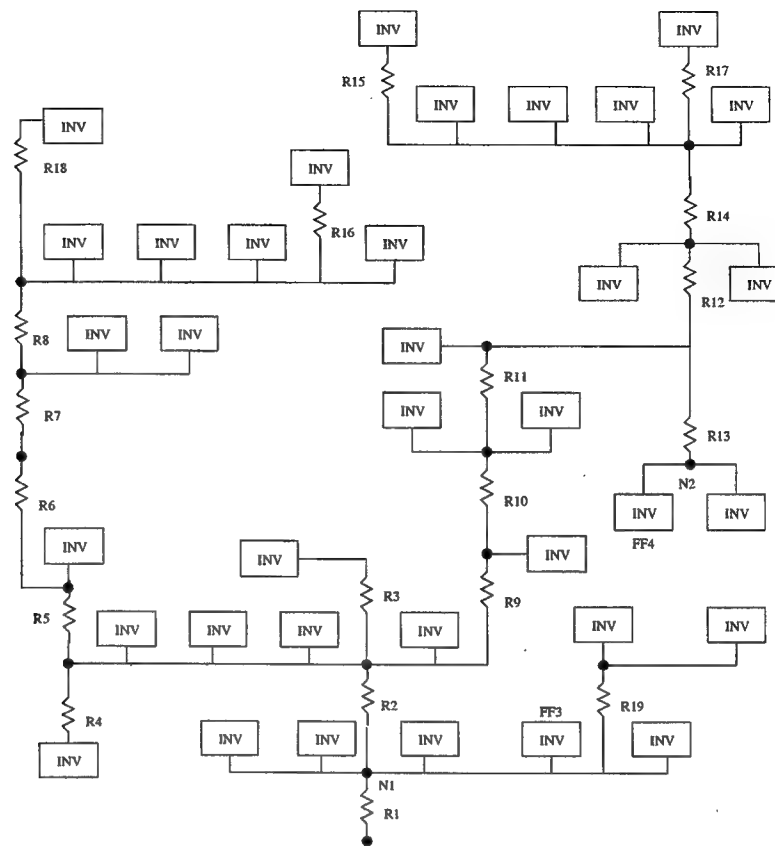 INV INV
R15 R17
INV INV INV INV
INV
R18
INV
R14
INV INV INV R16 INV
INV R12 INV
R8 INV INV INV
R11
R7 INV INV
R13
N2
R6 R10 INV INV
FF4
INV INV INV
R5 R3 R9
INV INV INV INV INV INV
R4 R2 FF3 R19
INV INV INV INV INV
INV
N1
R1